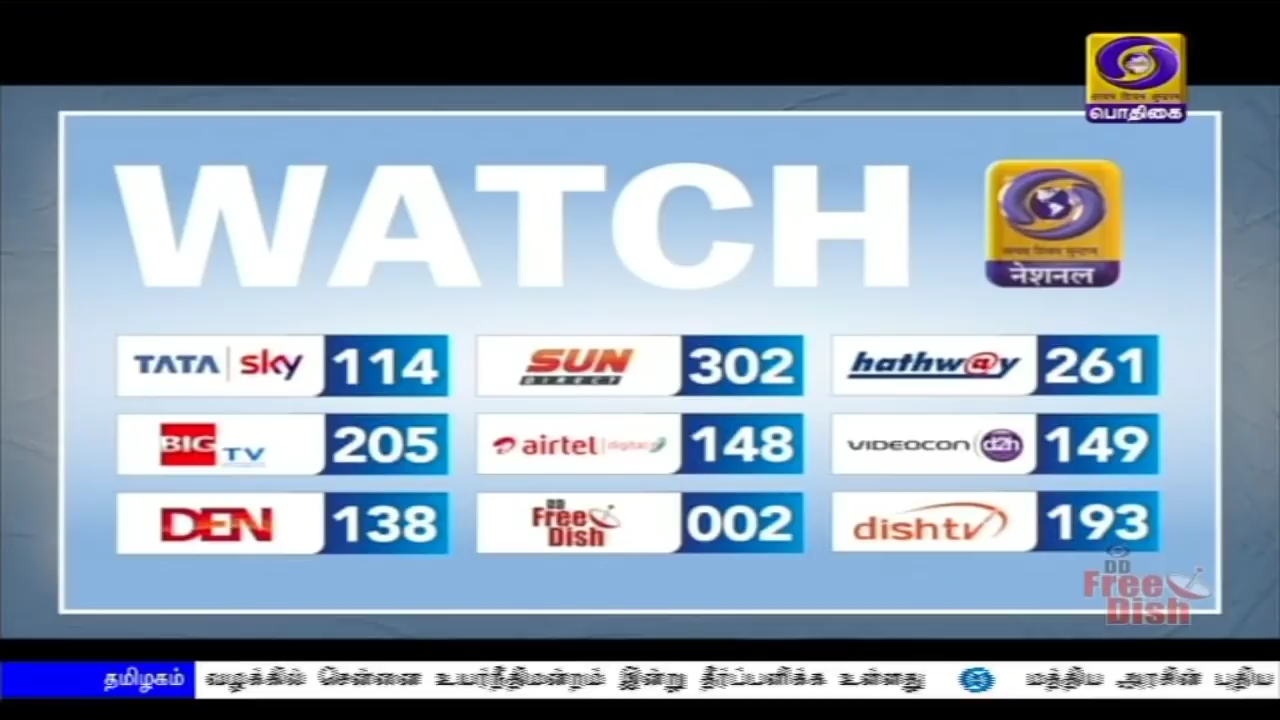 பொதிகை
WATCH
नेशनल
TATA sky 114
SUN DIRECT 302
hathw@y 261
BIG TV 205
airtel digital 148
VIDEOCON d2h 149
DEN 138
DD Free Dish 002
dishtv 193
DD Free Dish
தமிழகம் வழக்கில் சென்னை உயர்நீதிமன்றம் இன்று தீர்ப்பளிக்க உள்ளது மத்திய அரசின் புதிய